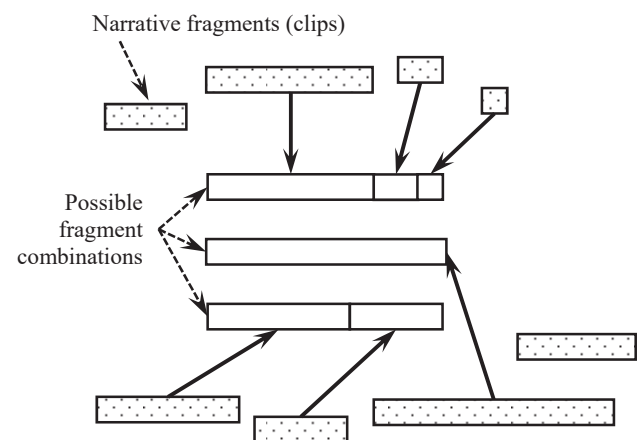 Narrative fragments (clips)
Possible
fragment
combinations